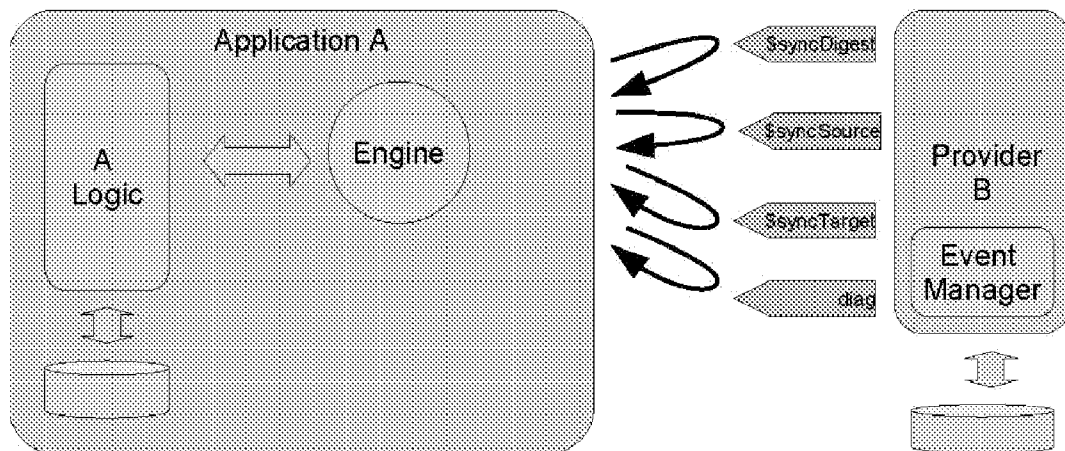 Application A
A
Logic
Engine
$syncDigest
$syncSource
$syncTarget
diag
Provider
B
Event
Manager